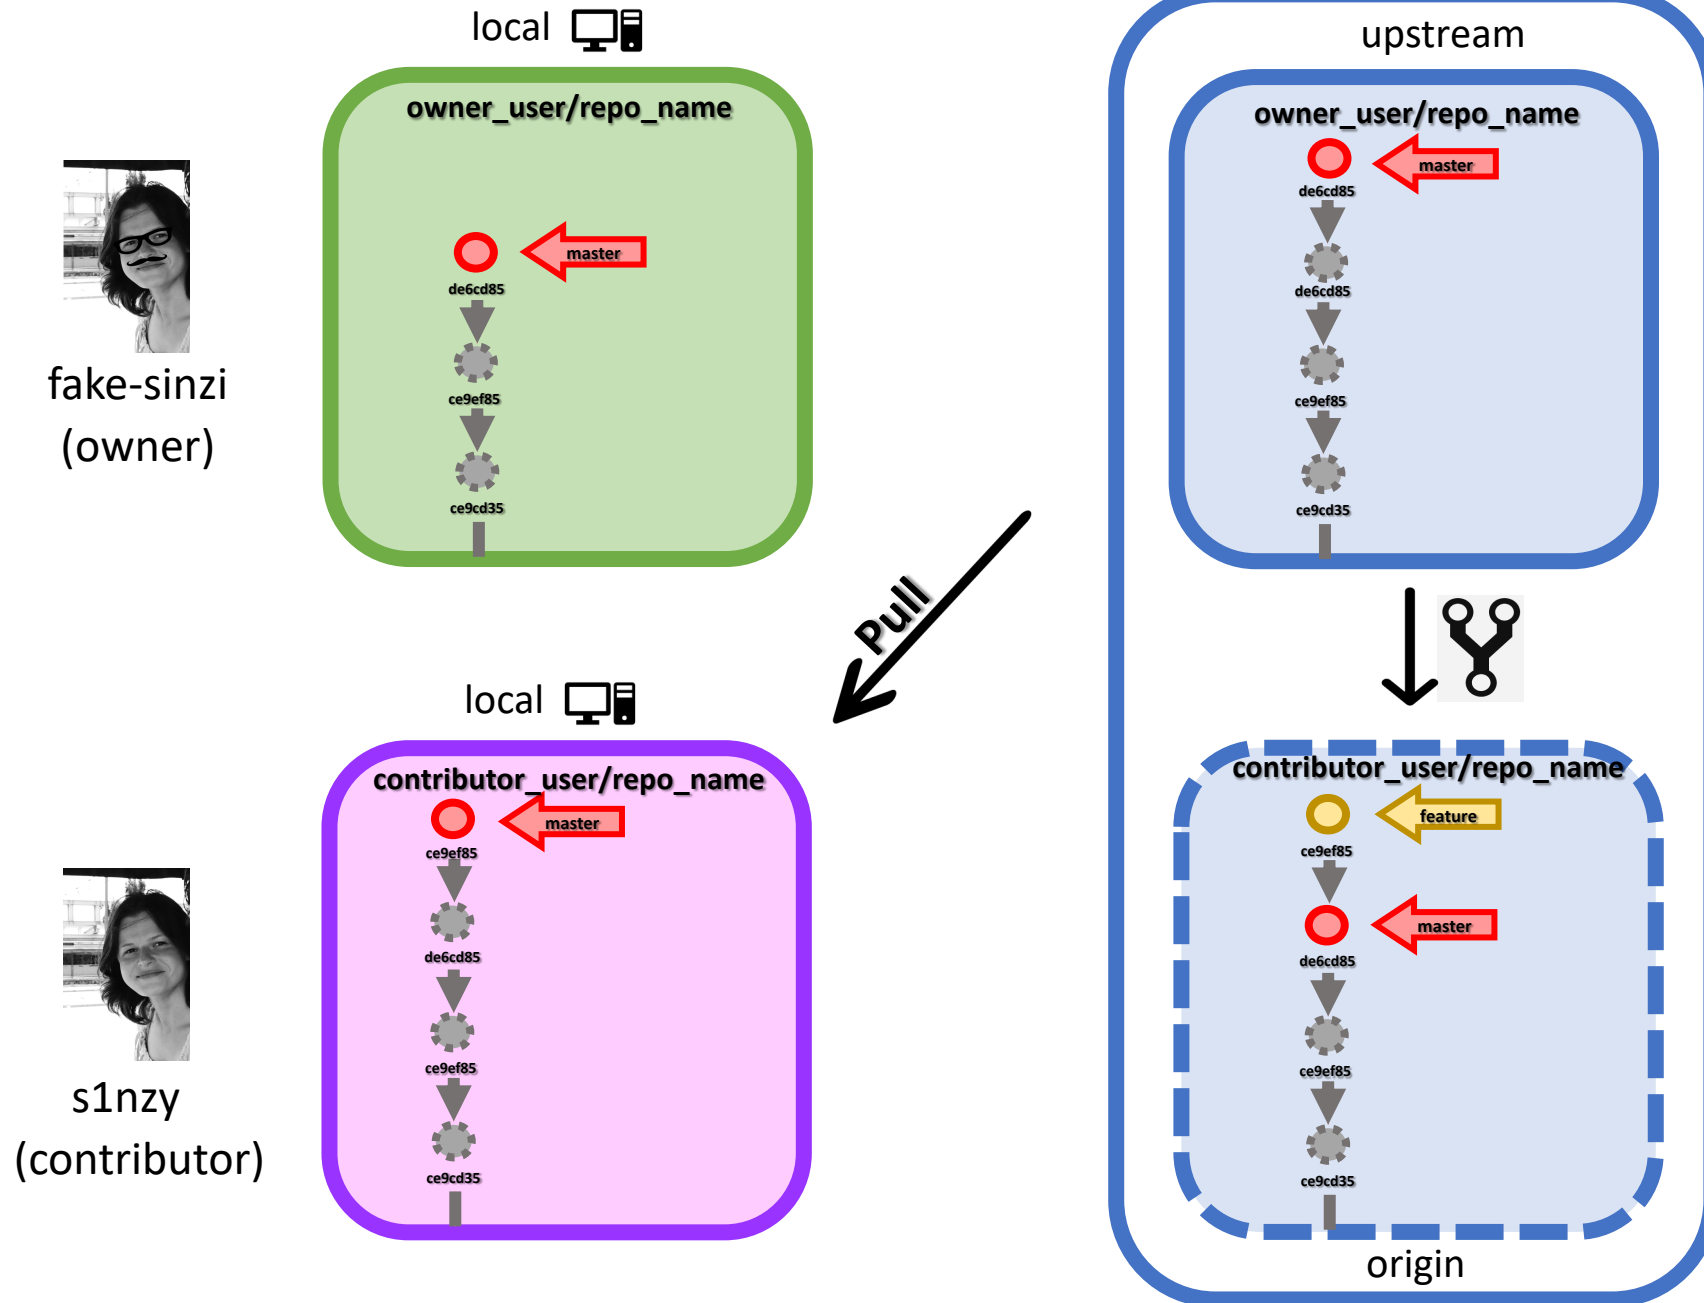 local
owner_user/repo_name
master
de6cd85
ce9ef85
ce9cd35
fake-sinzi
(owner)
upstream
owner_user/repo_name
master
de6cd85
de6cd85
ce9ef85
ce9cd35
Pull
local
contributor_user/repo_name
master
ce9ef85
de6cd85
ce9ef85
ce9cd35
s1nzy
(contributor)
contributor_user/repo_name
feature
ce9ef85
master
de6cd85
ce9ef85
ce9cd35
origin